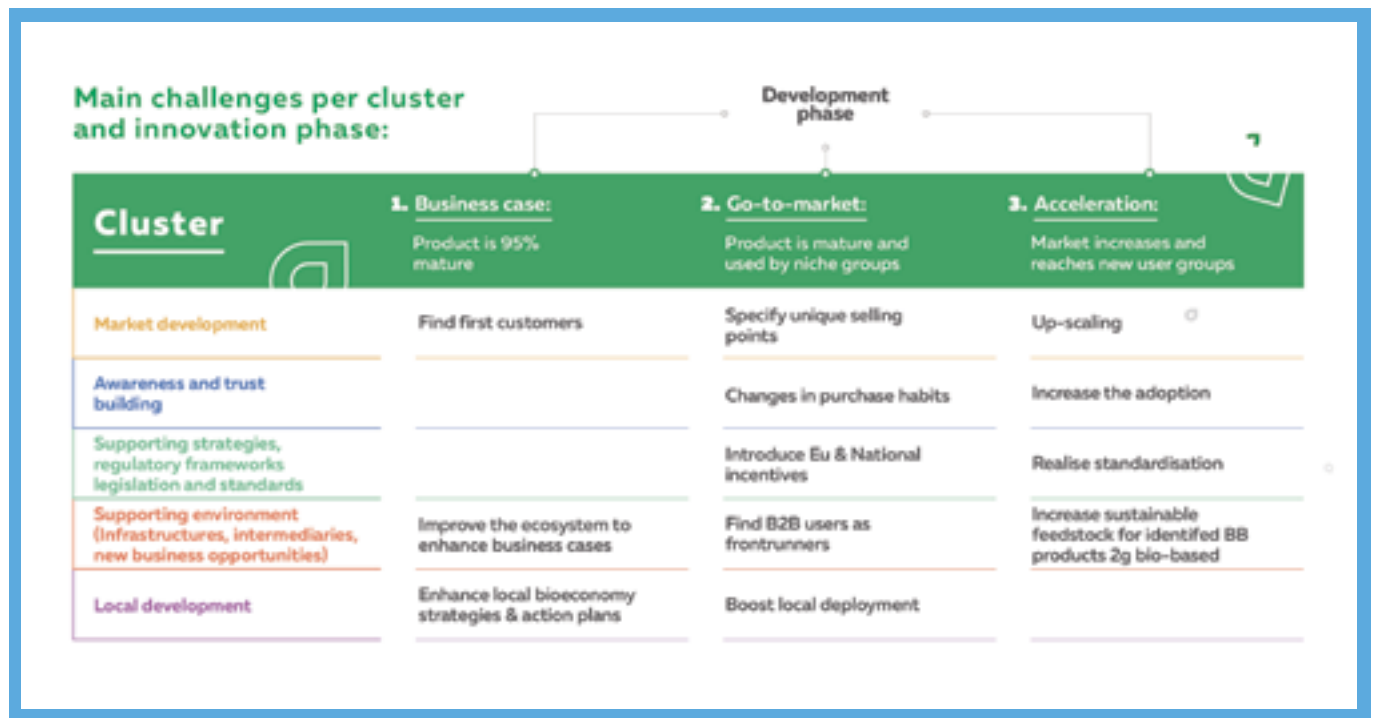 Main challenges per cluster
and innovation phase:
Development
phase
Cluster
1. Business case:
Product is 95%
mature
2. Go-to-market:
Product is mature and
used by niche groups
3. Acceleration:
Market increases and
reaches new user groups
Market development
Find first customers
Specify unique selling
points
Up-scaling
Awareness and trust
building
Changes in purchase habits
Increase the adoption
Supporting strategies,
regulatory frameworks
legislation and standards
Introduce Eu & National
incentives
Realise standardisation
Supporting environment
(Infrastructures, intermediaries,
new business opportunities)
Improve the ecosystem to
enhance business cases
Find B2B users as
frontrunners
Increase sustainable
feedstock for identifed BB
products 2g bio-based
Local development
Enhance local bioeconomy
strategies & action plans
Boost local deployment